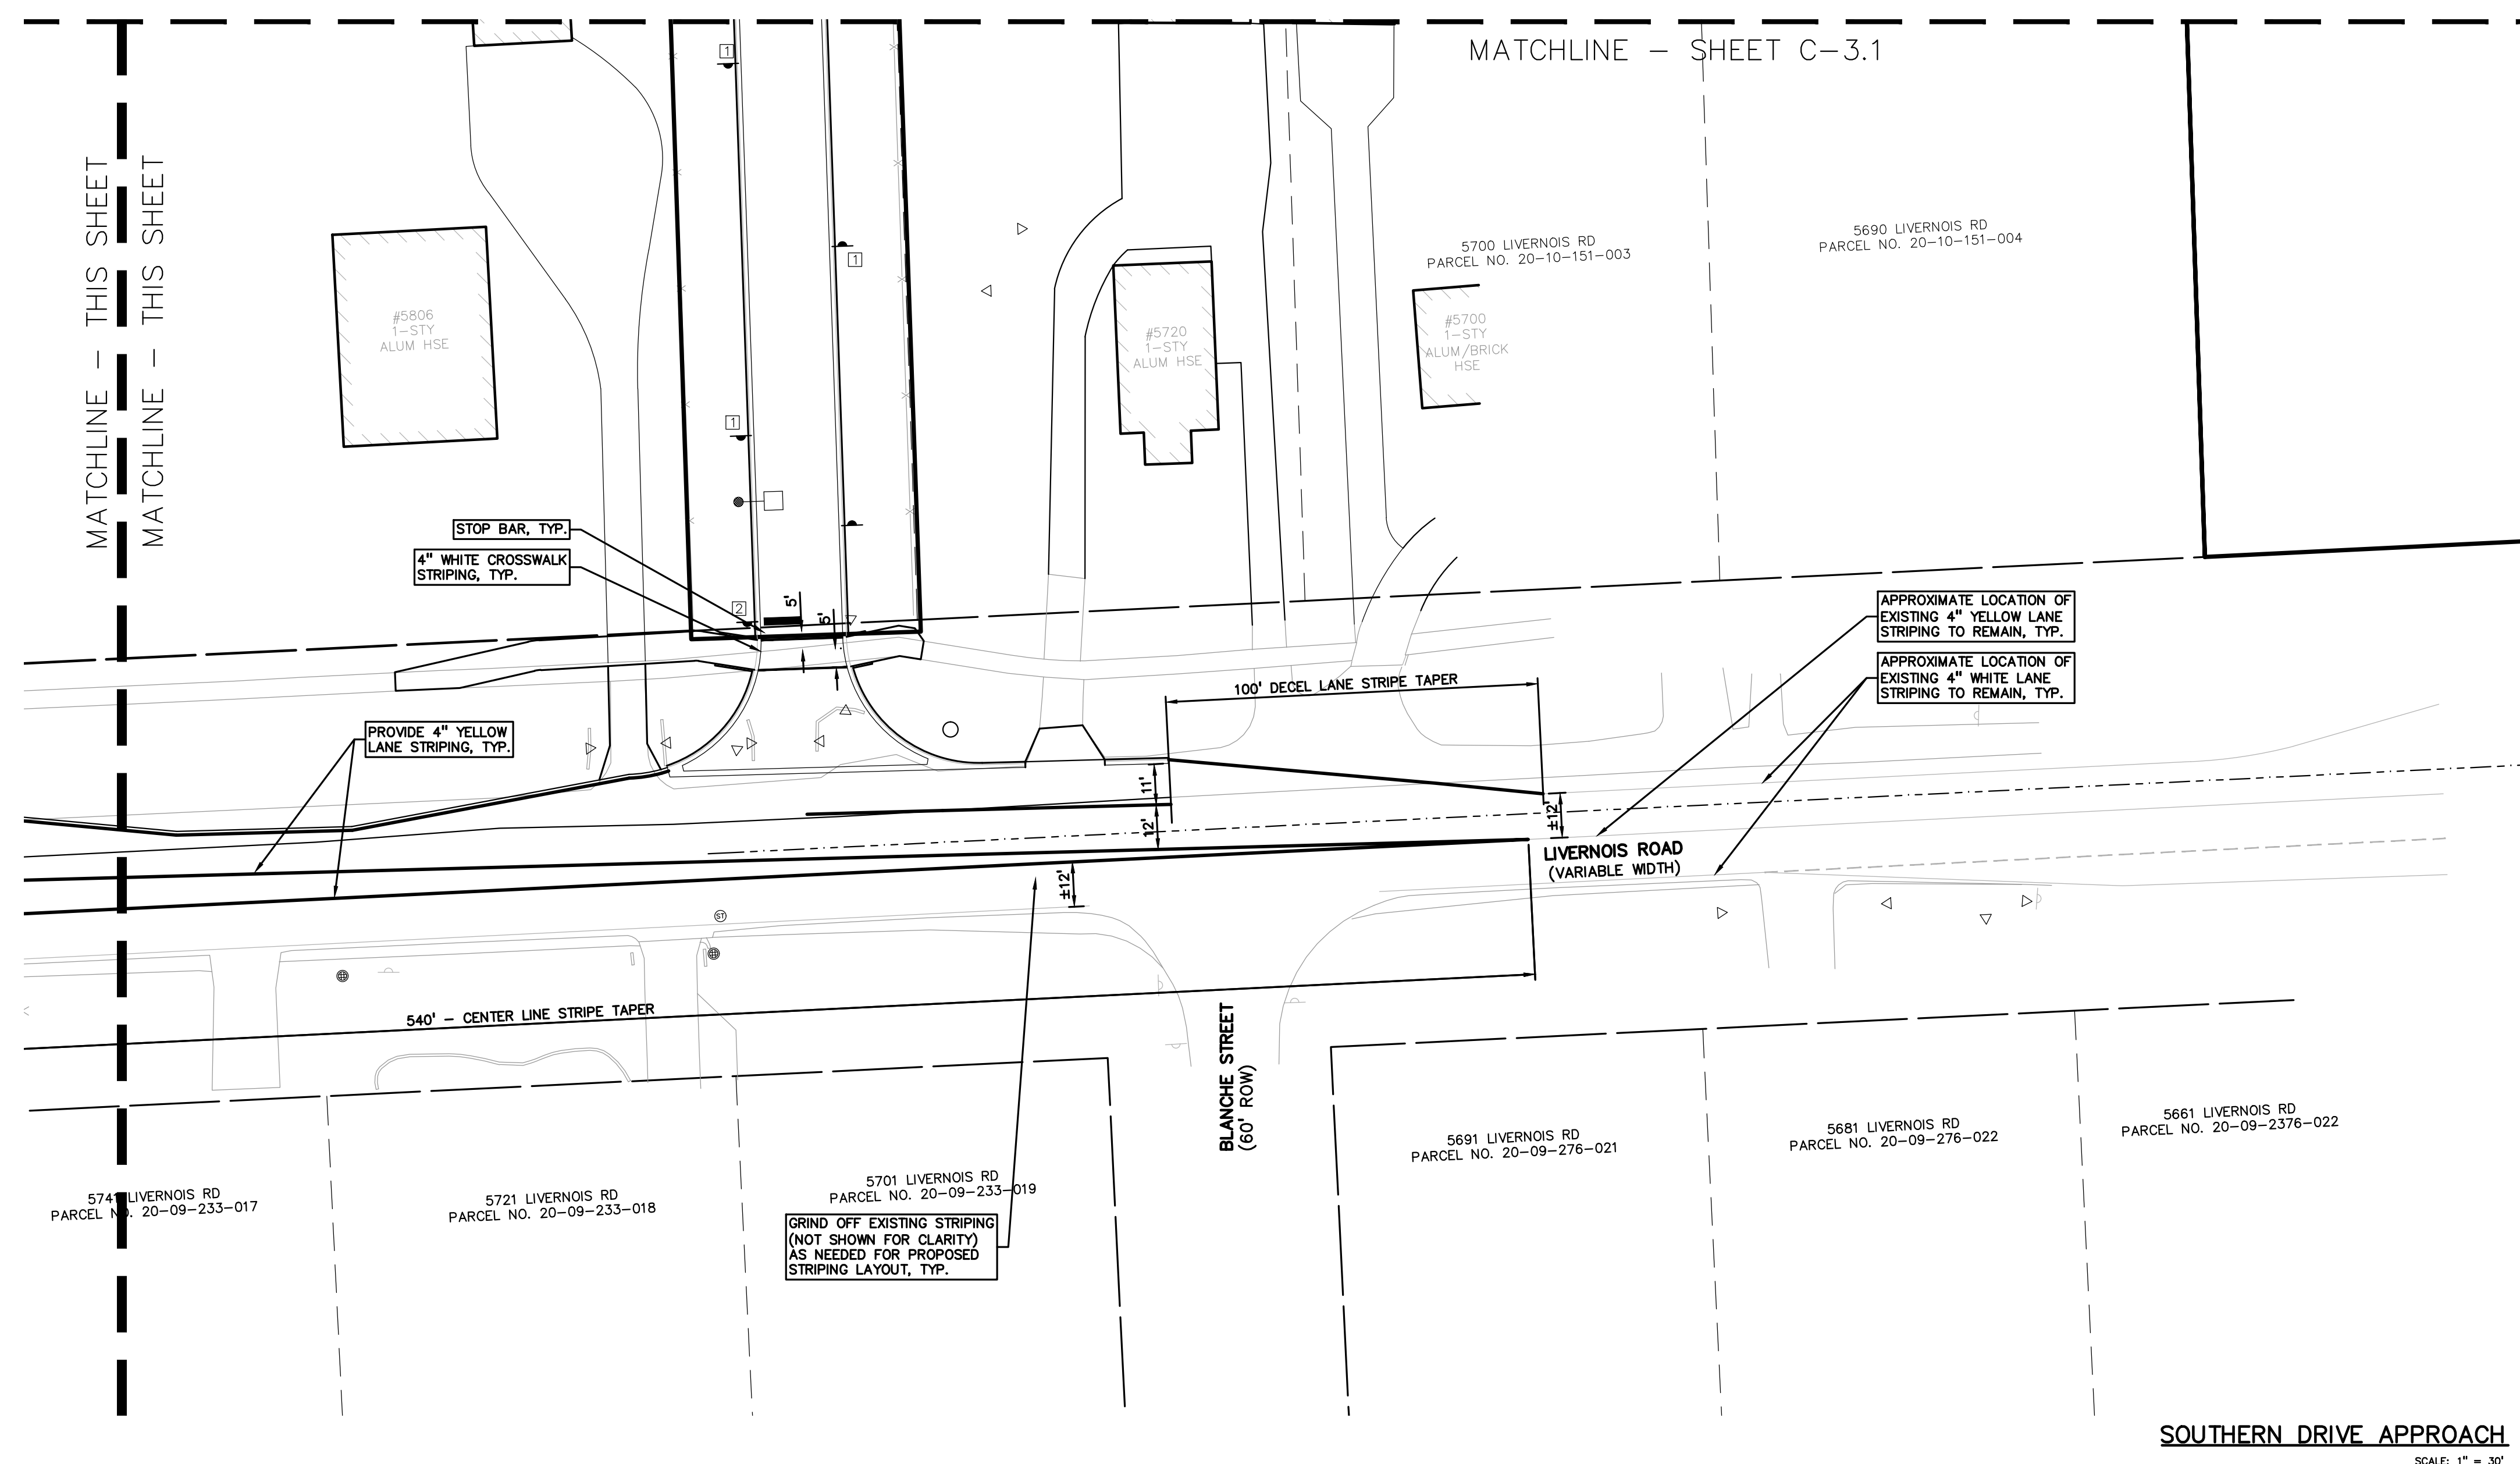 MATCHLINE - SHEET C-3.1
MATCHLINE - THIS SHEET
MATCHLINE - THIS SHEET
1
1
1
5690 LIVERNOIS RD
PARCEL NO. 20-10-151-004
5700 LIVERNOIS RD
PARCEL NO. 20-10-151-003
#5806
1-STY
ALUM HSE
#5720
1-STY
ALUM HSE
#5700
1-STY
ALUM/BRICK
HSE
STOP BAR, TYP.
4" WHITE CROSSWALK
STRIPING, TYP.
2
5'
5'
APPROXIMATE LOCATION OF
EXISTING 4" YELLOW LANE
STRIPING TO REMAIN, TYP.
APPROXIMATE LOCATION OF
EXISTING 4" WHITE LANE
STRIPING TO REMAIN, TYP.
100' DECEL LANE STRIPE TAPER
PROVIDE 4" YELLOW
LANE STRIPING, TYP.
11'
12'
±12'
±12'
LIVERNOIS ROAD
(VARIABLE WIDTH)
ST
540' - CENTER LINE STRIPE TAPER
BLANCHE STREET
(60' ROW)
5661 LIVERNOIS RD
PARCEL NO. 20-09-2376-022
5681 LIVERNOIS RD
PARCEL NO. 20-09-276-022
5691 LIVERNOIS RD
PARCEL NO. 20-09-276-021
5701 LIVERNOIS RD
PARCEL NO. 20-09-233-019
5721 LIVERNOIS RD
PARCEL NO. 20-09-233-018
5741 LIVERNOIS RD
PARCEL NO. 20-09-233-017
GRIND OFF EXISTING STRIPING
(NOT SHOWN FOR CLARITY)
AS NEEDED FOR PROPOSED
STRIPING LAYOUT, TYP.
SOUTHERN DRIVE APPROACH
SCALE: 1" = 30'